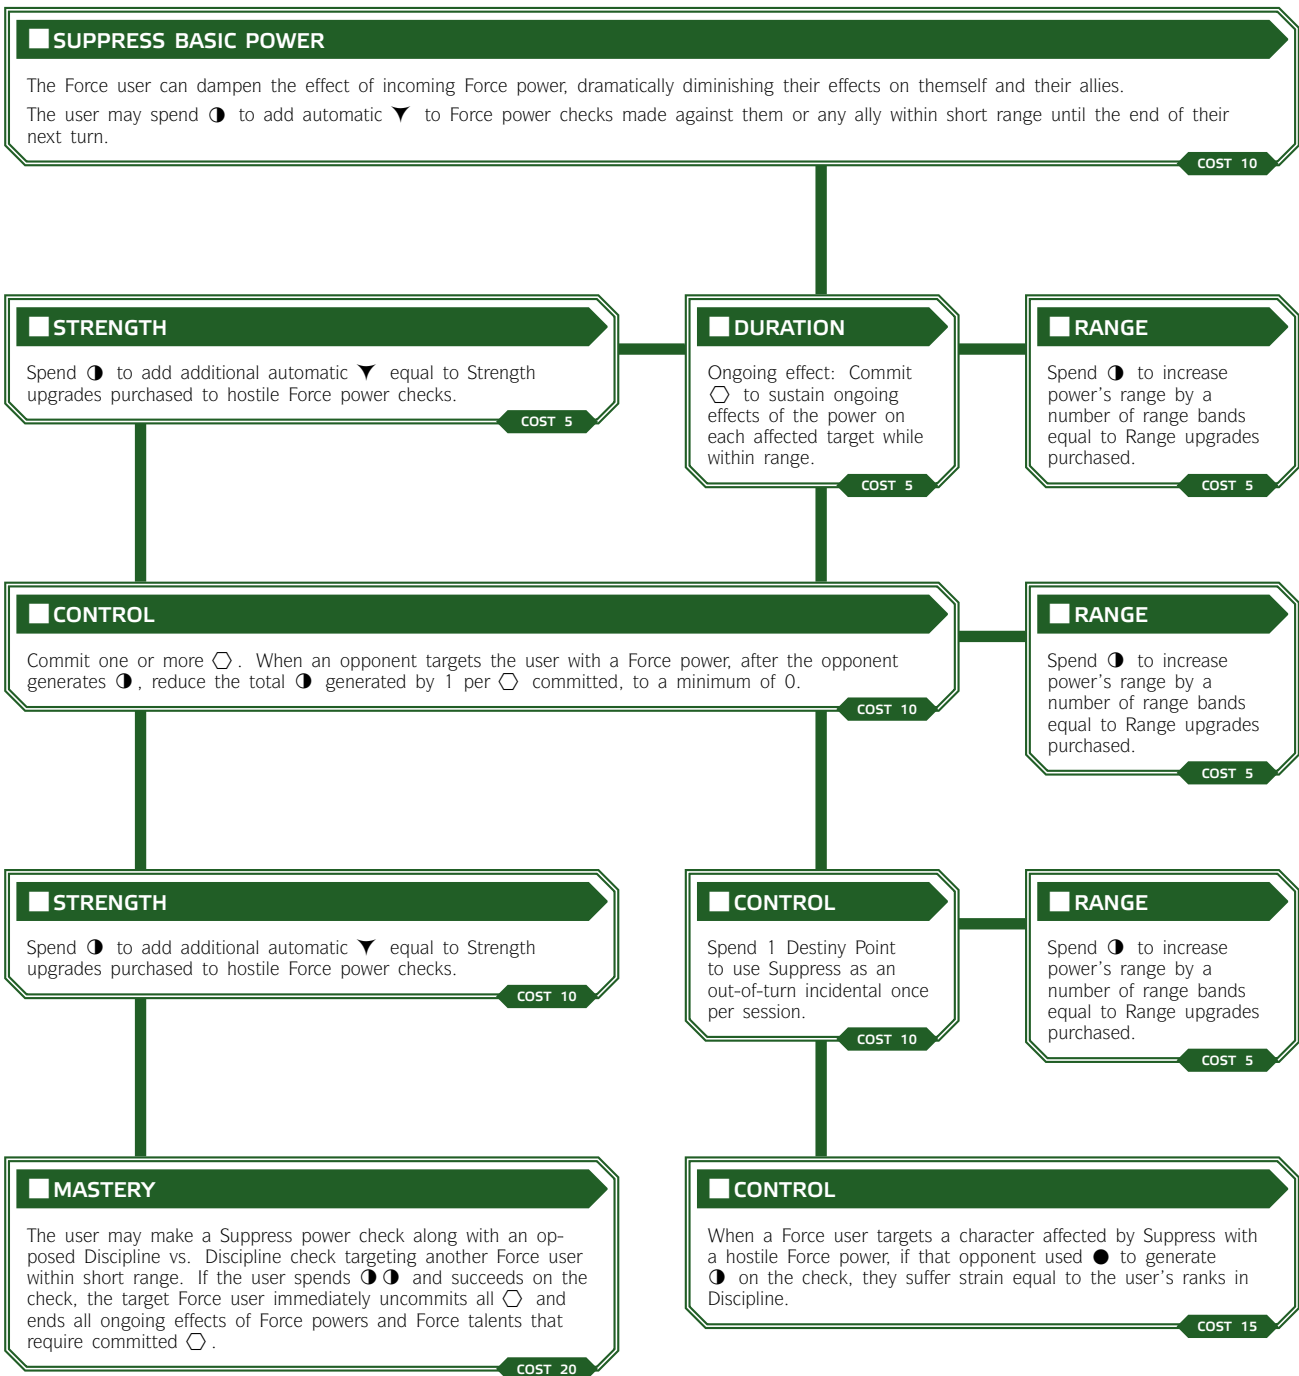 SUPPRESS BASIC POWER
The Force user can dampen the effect of incoming Force power, dramatically diminishing their effects on themself and their allies.
The user may spend ◑ to add automatic ▼ to Force power checks made against them or any ally within short range until the end of their
next turn.
COST 10
STRENGTH
Spend ◑ to add additional automatic ▼ equal to Strength
upgrades purchased to hostile Force power checks.
COST 5
DURATION
Ongoing effect: Commit
⬡ to sustain ongoing
effects of the power on
each affected target while
within range.
COST 5
RANGE
Spend ◑ to increase
power's range by a
number of range bands
equal to Range upgrades
purchased.
COST 5
CONTROL
Commit one or more ⬡. When an opponent targets the user with a Force power, after the opponent
generates ◑, reduce the total ◑ generated by 1 per ⬡ committed, to a minimum of 0.
COST 10
RANGE
Spend ◑ to increase
power's range by a
number of range bands
equal to Range upgrades
purchased.
COST 5
STRENGTH
Spend ◑ to add additional automatic ▼ equal to Strength
upgrades purchased to hostile Force power checks.
COST 10
CONTROL
Spend 1 Destiny Point
to use Suppress as an
out-of-turn incidental once
per session.
COST 10
RANGE
Spend ◑ to increase
power's range by a
number of range bands
equal to Range upgrades
purchased.
COST 5
MASTERY
The user may make a Suppress power check along with an op-
posed Discipline vs. Discipline check targeting another Force user
within short range. If the user spends ◑◑ and succeeds on the
check, the target Force user immediately uncommits all ⬡ and
ends all ongoing effects of Force powers and Force talents that
require committed ⬡.
COST 20
CONTROL
When a Force user targets a character affected by Suppress with
a hostile Force power, if that opponent used ● to generate
◑ on the check, they suffer strain equal to the user's ranks in
Discipline.
COST 15